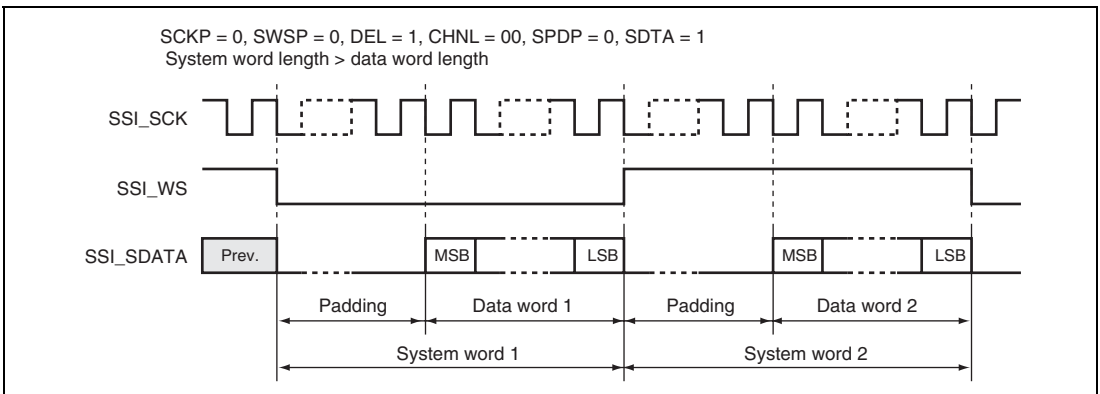 SCKP = 0, SWSP = 0, DEL = 1, CHNL = 00, SPDP = 0, SDTA = 1
System word length > data word length
SSI_SCK
SSI_WS
SSI_SDATA
Prev.
MSB
LSB
MSB
LSB
Padding
Data word 1
Padding
Data word 2
System word 1
System word 2